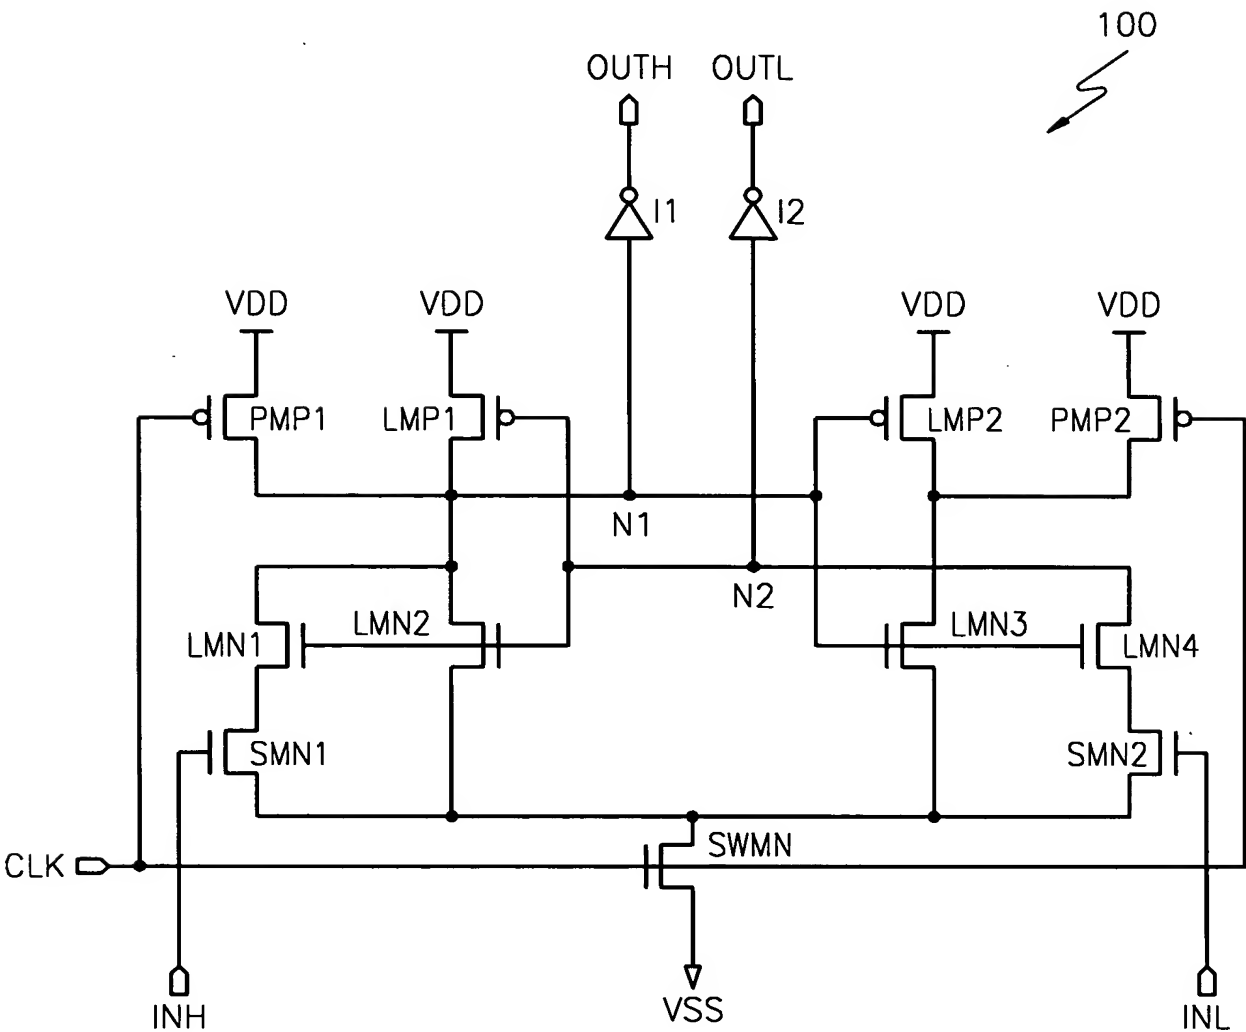 100
OUTH OUTL
I1 I2
VDD VDD VDD VDD
PMP1 LMP1 LMP2 PMP2
N1
N2
LMN1 LMN2 LMN3 LMN4
SMN1 SMN2
SWMN
CLK
INH VSS INL